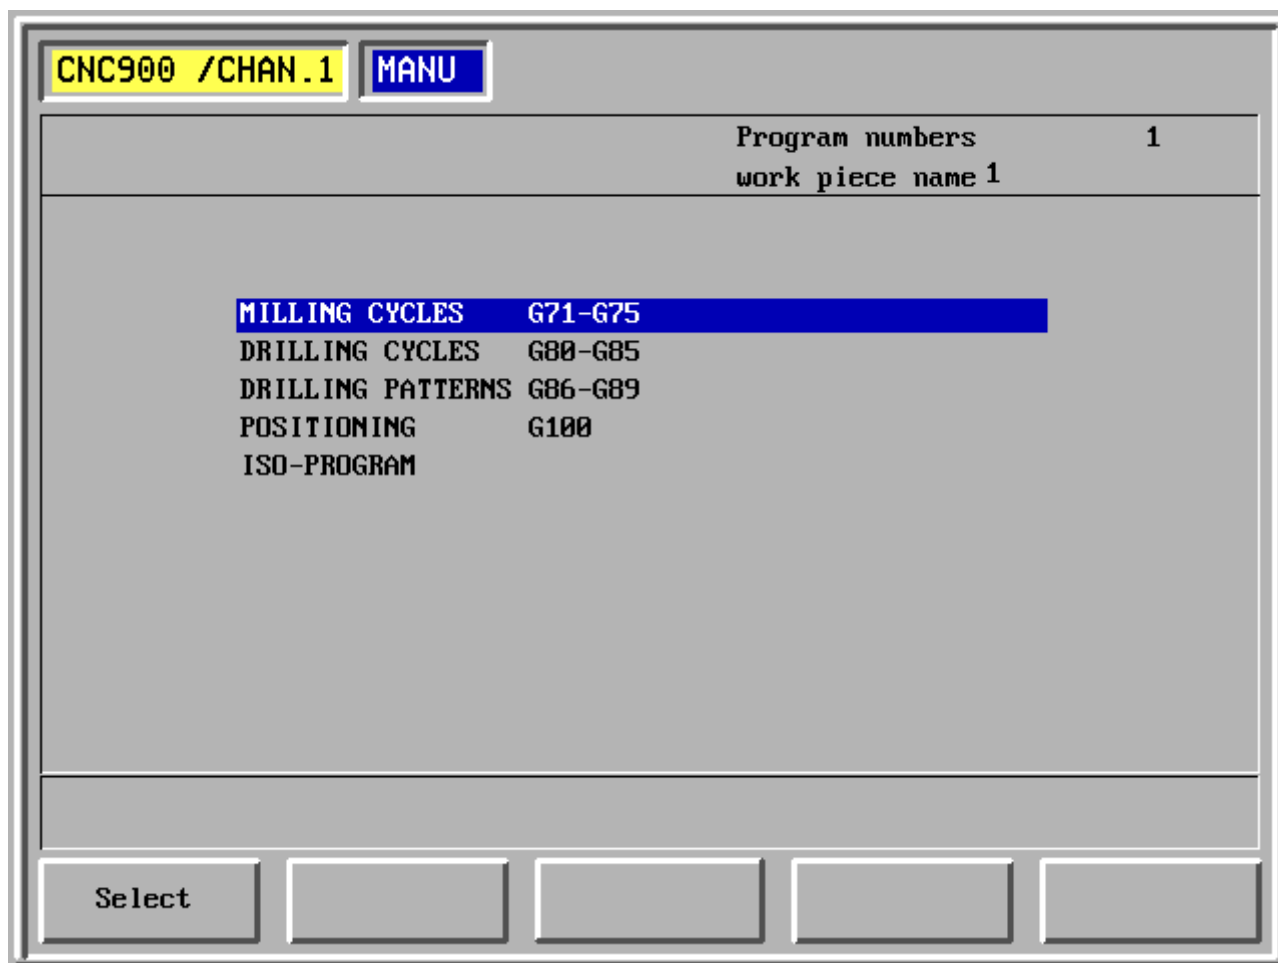 CNC900 /CHAN.1 MANU
Program numbers 1
work piece name 1
MILLING CYCLES G71-G75
DRILLING CYCLES G80-G85
DRILLING PATTERNS G86-G89
POSITIONING G100
ISO-PROGRAM
Select